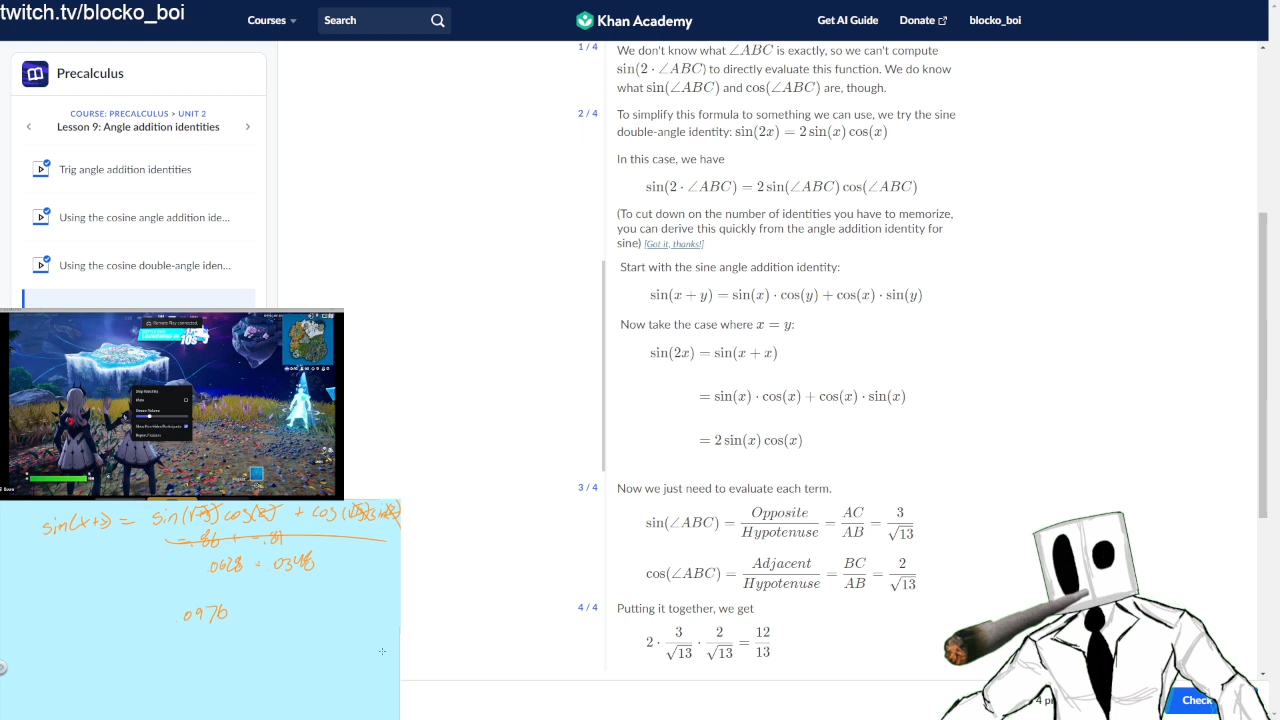 twitch.tv/blocko_boi
Courses
Search
Khan Academy
Get AI Guide
Donate
blocko_boi
Precalculus
COURSE: PRECALCULUS > UNIT 2
Lesson 9: Angle addition identities
Trig angle addition identities
Using the cosine angle addition ide...
Using the cosine double-angle iden...
1 / 4
We don't know what ∠ABC is exactly, so we can't compute
sin(2 · ∠ABC) to directly evaluate this function. We do know
what sin(∠ABC) and cos(∠ABC) are, though.
2 / 4
To simplify this formula to something we can use, we try the sine
double-angle identity: sin(2x) = 2 sin(x) cos(x)
In this case, we have
sin(2 · ∠ABC) = 2 sin(∠ABC) cos(∠ABC)
(To cut down on the number of identities you have to memorize,
you can derive this quickly from the angle addition identity for
sine) [Got it, thanks!]
Start with the sine angle addition identity:
sin(x + y) = sin(x) · cos(y) + cos(x) · sin(y)
Now take the case where x = y:
sin(2x) = sin(x + x)
= sin(x) · cos(x) + cos(x) · sin(x)
= 2 sin(x) cos(x)
3 / 4
Now we just need to evaluate each term.
sin(∠ABC) = Opposite/Hypotenuse = AC/AB = 3/√13
cos(∠ABC) = Adjacent/Hypotenuse = BC/AB = 2/√13
4 / 4
Putting it together, we get
2 · 3/√13 · 2/√13 = 12/13
Remote Play connected
.0976
Check